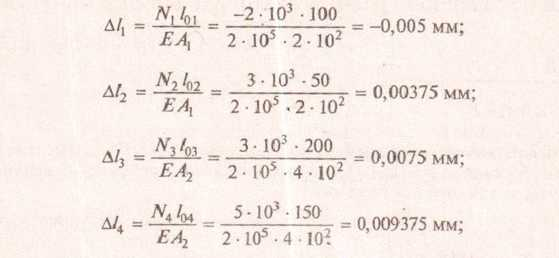 Δl₁ = N₁ l₀₁ / EA₁ = −2 · 10³ · 100 / 2 · 10⁵ · 2 · 10² = −0,005 мм;
Δl₂ = N₂ l₀₂ / EA₁ = 3 · 10³ · 50 / 2 · 10⁵ · 2 · 10² = 0,00375 мм;
Δl₃ = N₃ l₀₃ / EA₂ = 3 · 10³ · 200 / 2 · 10⁵ · 4 · 10² = 0,0075 мм;
Δl₄ = N₄ l₀₄ / EA₂ = 5 · 10³ · 150 / 2 · 10⁵ · 4 · 10² = 0,009375 мм;